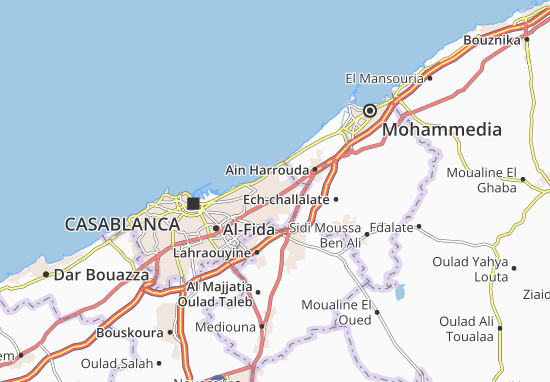 Bouznika
El Mansouria
Mohammedia
Ain Harrouda
Moualine El
Ghaba
Ech-challalate
CASABLANCA
Al-Fida
Sidi Moussa
Ben Ali
Fdalate
Lahraouyine
Oulad Yahya
Louta
Dar Bouazza
Al Majjatia
Oulad Taleb
Ziaid
Moualine El
Oued
Mediouna
Bouskoura
Oulad Ali
Toualaa
Oulad Salah